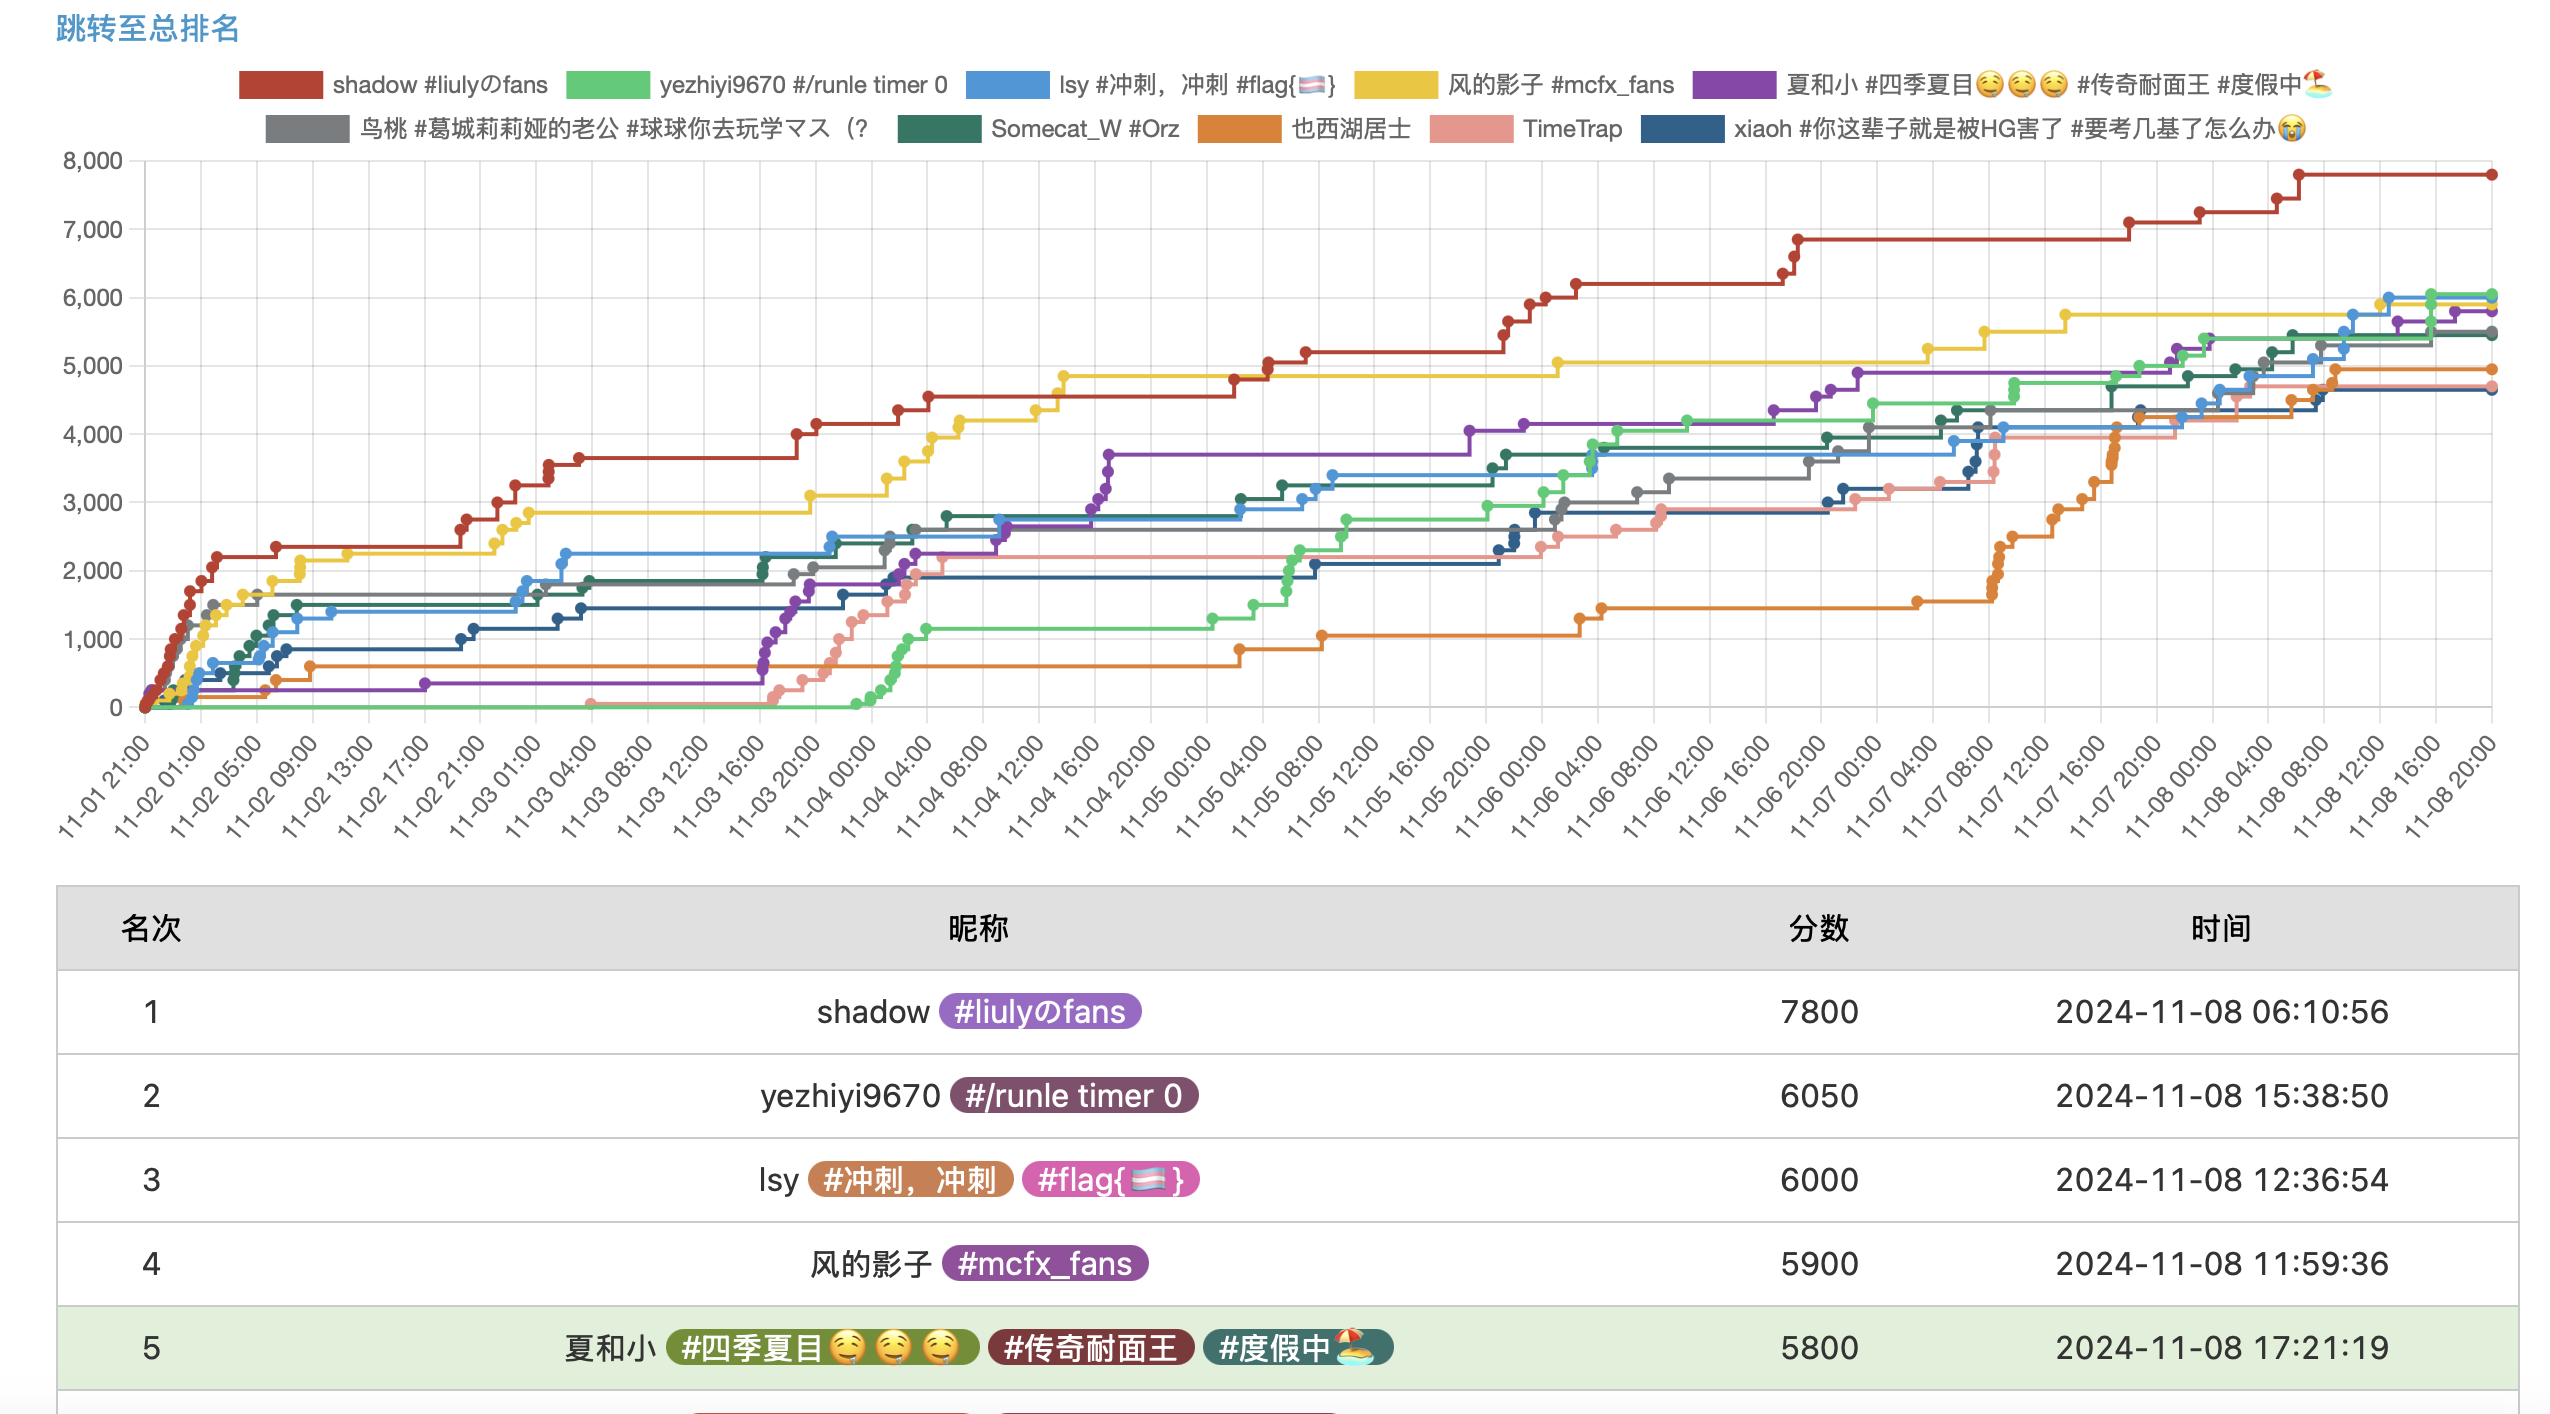 跳转至总排名
shadow #liulyのfans yezhiyi9670 #/runle timer 0 lsy #冲刺，冲刺 #flag{🏳️‍⚧️} 风的影子 #mcfx_fans 夏和小 #四季夏目🤤🤤🤤 #传奇耐面王 #度假中🏖️
鸟桃 #葛城莉莉娅的老公 #球球你去玩学マス（? Somecat_W #Orz 也西湖居士 TimeTrap xiaoh #你这辈子就是被HG害了 #要考几基了怎么办😭
8,000
7,000
6,000
5,000
4,000
3,000
2,000
1,000
0
11-01 21:00 11-02 01:00 11-02 05:00 11-02 09:00 11-02 13:00 11-02 17:00 11-02 21:00 11-03 01:00 11-03 04:00 11-03 08:00 11-03 12:00 11-03 16:00 11-03 20:00 11-04 00:00 11-04 04:00 11-04 08:00 11-04 12:00 11-04 16:00 11-04 20:00 11-05 00:00 11-05 04:00 11-05 08:00 11-05 12:00 11-05 16:00 11-05 20:00 11-06 00:00 11-06 04:00 11-06 08:00 11-06 12:00 11-06 16:00 11-06 20:00 11-07 00:00 11-07 04:00 11-07 08:00 11-07 12:00 11-07 16:00 11-07 20:00 11-08 00:00 11-08 04:00 11-08 08:00 11-08 12:00 11-08 16:00 11-08 20:00
名次 昵称 分数 时间
1 shadow #liulyのfans 7800 2024-11-08 06:10:56
2 yezhiyi9670 #/runle timer 0 6050 2024-11-08 15:38:50
3 lsy #冲刺，冲刺 #flag{🏳️‍⚧️} 6000 2024-11-08 12:36:54
4 风的影子 #mcfx_fans 5900 2024-11-08 11:59:36
5 夏和小 #四季夏目🤤🤤🤤 #传奇耐面王 #度假中🏖️ 5800 2024-11-08 17:21:19